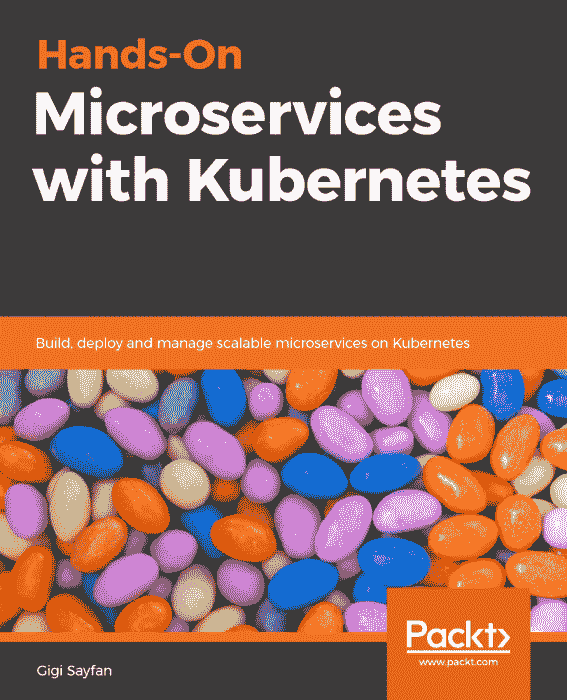 Hands-On
Microservices
with Kubernetes
Build, deploy and manage scalable microservices on Kubernetes
Gigi Sayfan
Packt>
www.packt.com